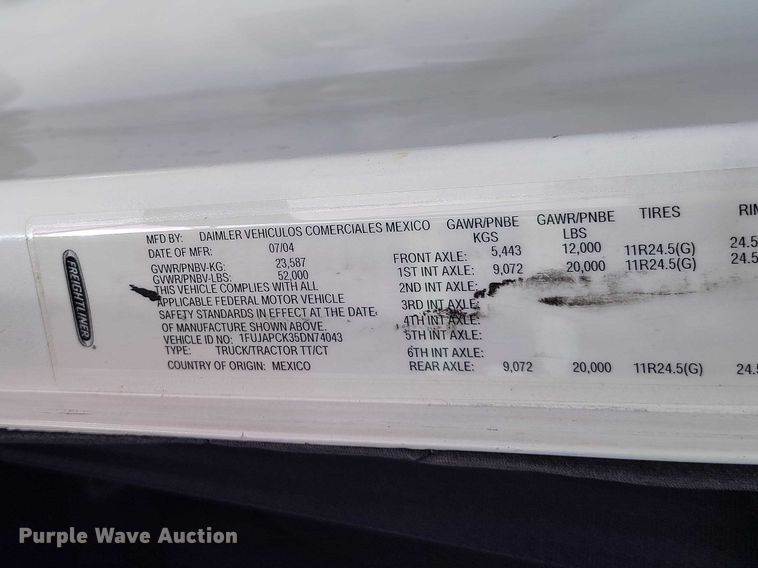 FREIGHTLINER
MFD BY: DAIMLER VEHICULOS COMERCIALES MEXICO
DATE OF MFR: 07/04
GVWR/PNBV-KG: 23,587
GVWR/PNBV-LBS: 52,000
THIS VEHICLE COMPLIES WITH ALL
APPLICABLE FEDERAL MOTOR VEHICLE
SAFETY STANDARDS IN EFFECT AT THE DATE
OF MANUFACTURE SHOWN ABOVE.
VEHICLE ID NO: 1FUJAPCK35DN74043
TYPE: TRUCK/TRACTOR TT/CT
COUNTRY OF ORIGIN: MEXICO
GAWR/PNBE KGS GAWR/PNBE LBS TIRES
FRONT AXLE: 5,443 12,000 11R24.5(G) 24.5
1ST INT AXLE: 9,072 20,000 11R24.5(G) 24.5
2ND INT AXLE:
3RD INT AXLE:
4TH INT AXLE:
5TH INT AXLE:
6TH INT AXLE:
REAR AXLE: 9,072 20,000 11R24.5(G) 24.5
Purple Wave Auction